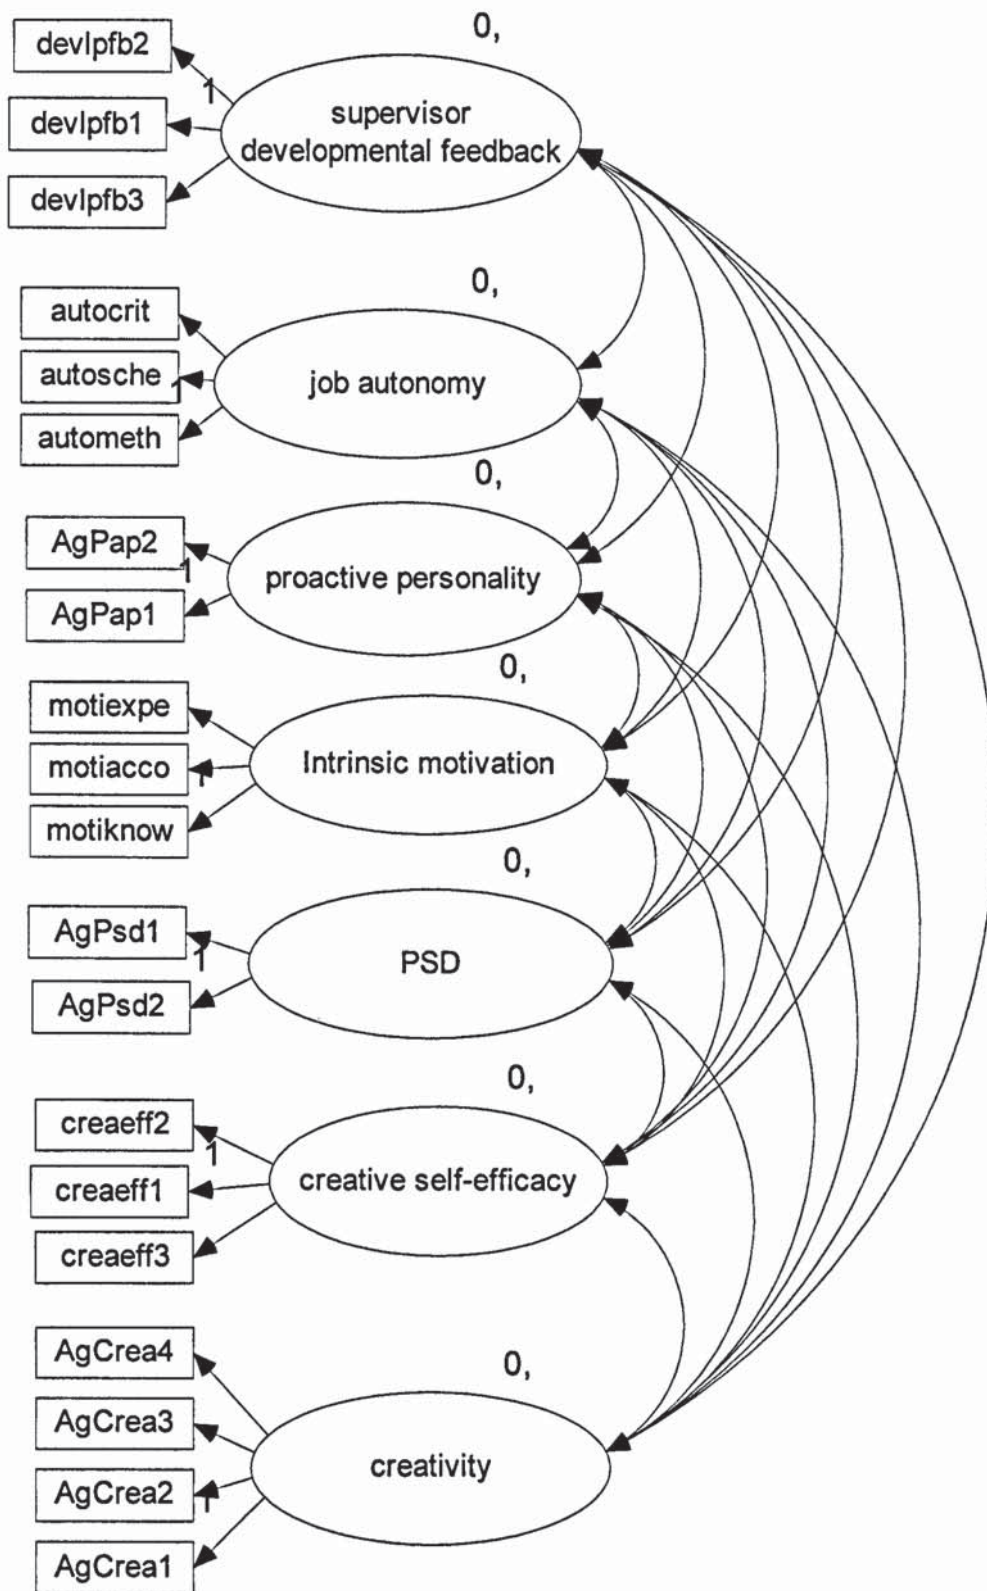 0,
devlpfb2
1
devlpfb1
devlpfb3
supervisor
developmental feedback
0,
autocrit
autosche
1
autometh
job autonomy
0,
AgPap2
1
AgPap1
proactive personality
0,
motiexpe
motiacco
1
motiknow
Intrinsic motivation
0,
AgPsd1
1
AgPsd2
PSD
0,
creaeff2
1
creaeff1
creaeff3
creative self-efficacy
0,
AgCrea4
AgCrea3
AgCrea2
1
AgCrea1
creativity